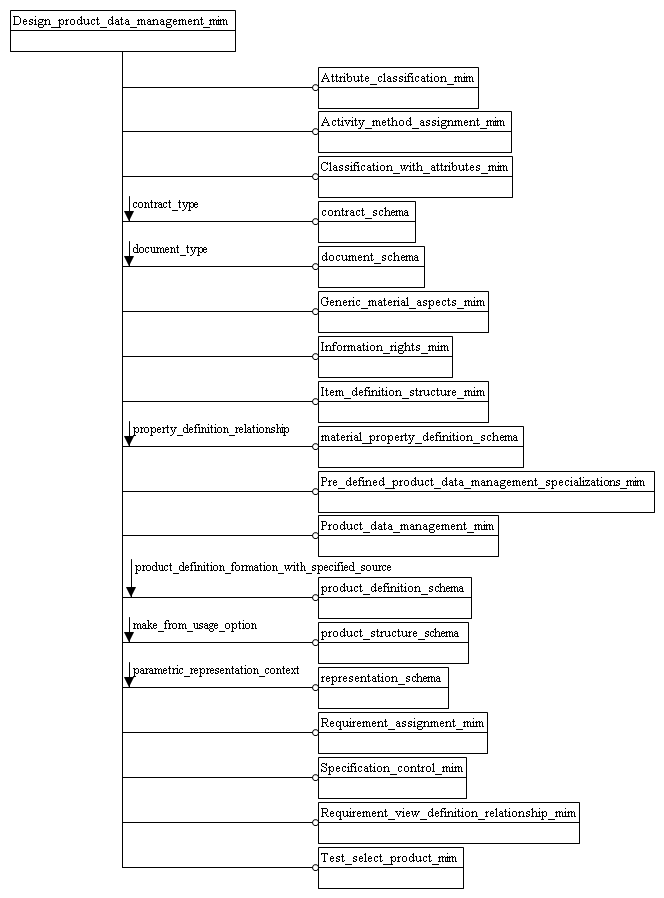 Design_product_data_management_mim
Attribute_classification_mim
Activity_method_assignment_mim
Classification_with_attributes_mim
contract_type
contract_schema
document_type
document_schema
Generic_material_aspects_mim
Information_rights_mim
Item_definition_structure_mim
property_definition_relationship
material_property_definition_schema
Pre_defined_product_data_management_specializations_mim
Product_data_management_mim
product_definition_formation_with_specified_source
product_definition_schema
make_from_usage_option
product_structure_schema
parametric_representation_context
representation_schema
Requirement_assignment_mim
Specification_control_mim
Requirement_view_definition_relationship_mim
Test_select_product_mim